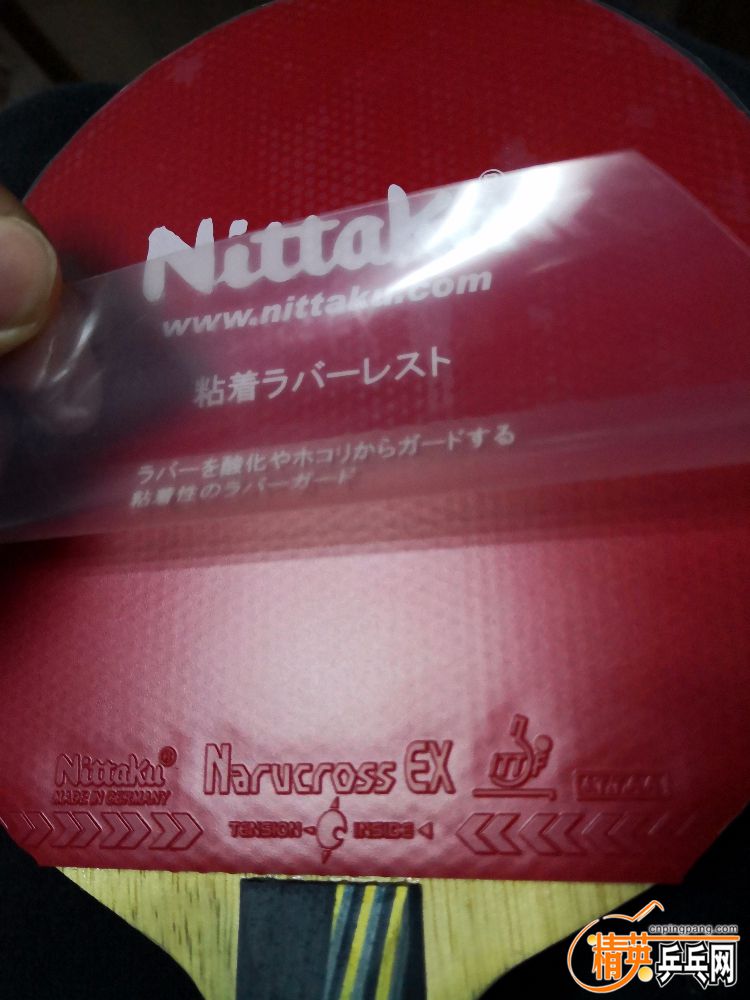 Nittaku
www.nittaku.com
粘着ラバーレスト
ラバーを酸化やホコリからガードする
粘着性のラバーガード
Nittaku® Narucross EX ITTF
MADE IN GERMANY
TENSION INSIDE
cnpingpang.com
精英乒乓网